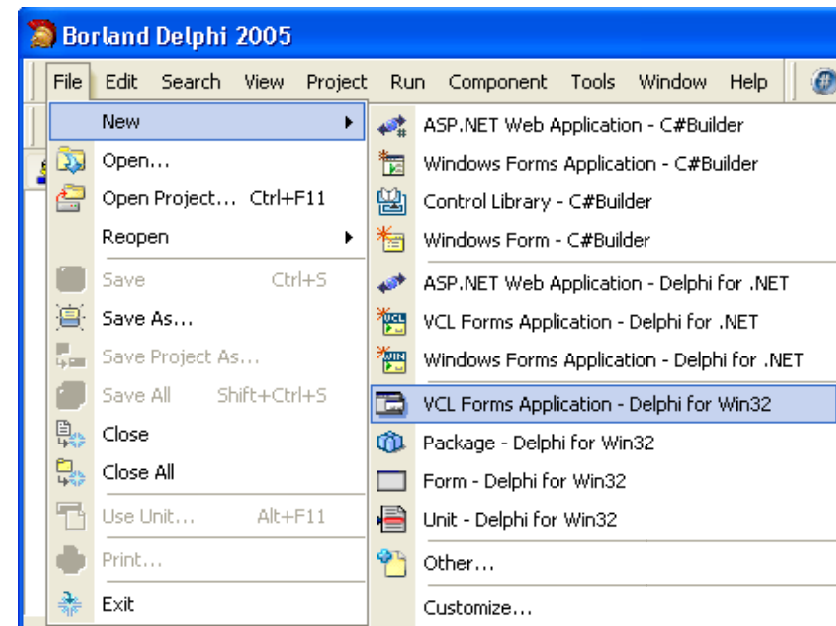 Borland Delphi 2005
File Edit Search View Project Run Component Tools Window Help
New
Open...
Open Project... Ctrl+F11
Reopen
Save Ctrl+S
Save As...
Save Project As...
Save All Shift+Ctrl+S
Close
Close All
Use Unit... Alt+F11
Print...
Exit
ASP.NET Web Application - C#Builder
Windows Forms Application - C#Builder
Control Library - C#Builder
Windows Form - C#Builder
ASP.NET Web Application - Delphi for .NET
VCL Forms Application - Delphi for .NET
Windows Forms Application - Delphi for .NET
VCL Forms Application - Delphi for Win32
Package - Delphi for Win32
Form - Delphi for Win32
Unit - Delphi for Win32
Other...
Customize...